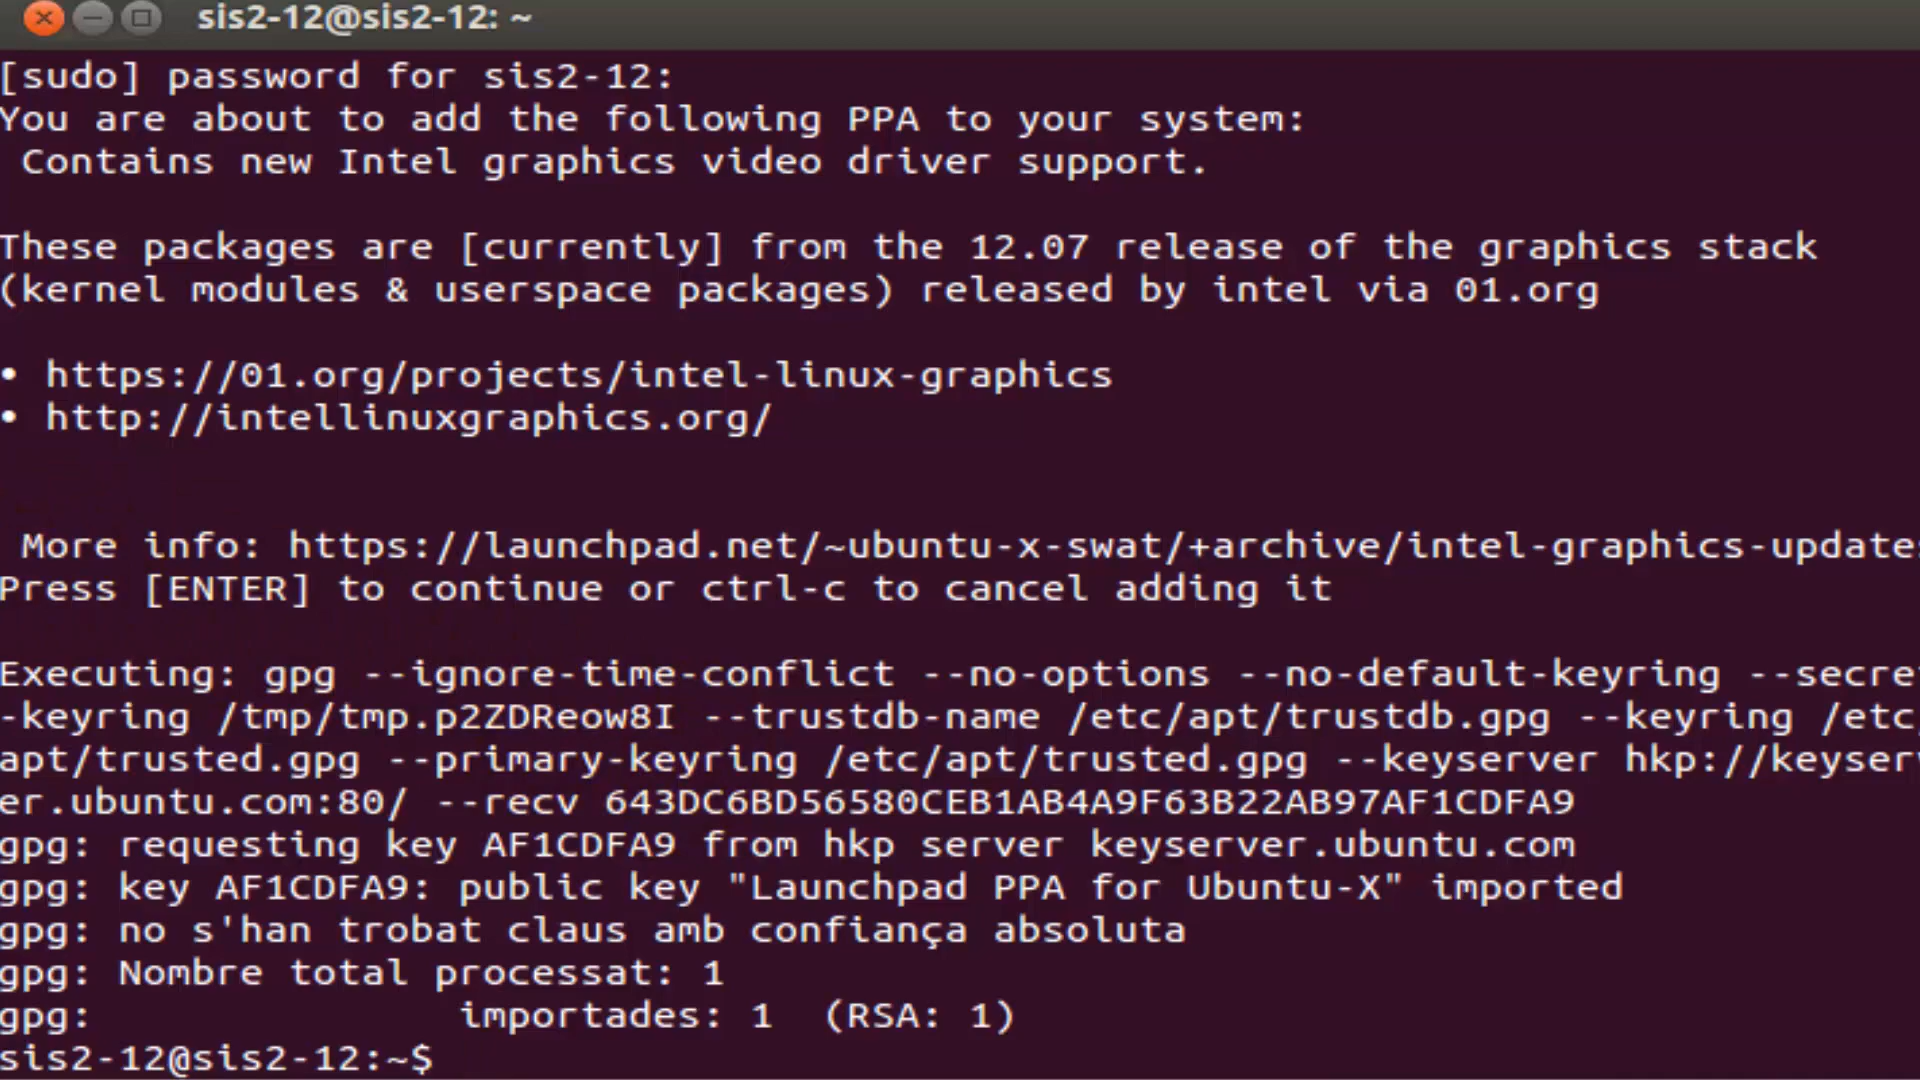 sis2-12@sis2-12: ~
[sudo] password for sis2-12:
You are about to add the following PPA to your system:
Contains new Intel graphics video driver support.
These packages are [currently] from the 12.07 release of the graphics stack
(kernel modules & userspace packages) released by intel via 01.org
• https://01.org/projects/intel-linux-graphics
• http://intellinuxgraphics.org/
More info: https://launchpad.net/~ubuntu-x-swat/+archive/intel-graphics-updates
Press [ENTER] to continue or ctrl-c to cancel adding it
Executing: gpg --ignore-time-conflict --no-options --no-default-keyring --secre
-keyring /tmp/tmp.p2ZDReow8I --trustdb-name /etc/apt/trustdb.gpg --keyring /etc
apt/trusted.gpg --primary-keyring /etc/apt/trusted.gpg --keyserver hkp://keyserv
er.ubuntu.com:80/ --recv 643DC6BD56580CEB1AB4A9F63B22AB97AF1CDFA9
gpg: requesting key AF1CDFA9 from hkp server keyserver.ubuntu.com
gpg: key AF1CDFA9: public key "Launchpad PPA for Ubuntu-X" imported
gpg: no s'han trobat claus amb confiança absoluta
gpg: Nombre total processat: 1
gpg: importades: 1 (RSA: 1)
sis2-12@sis2-12:~$